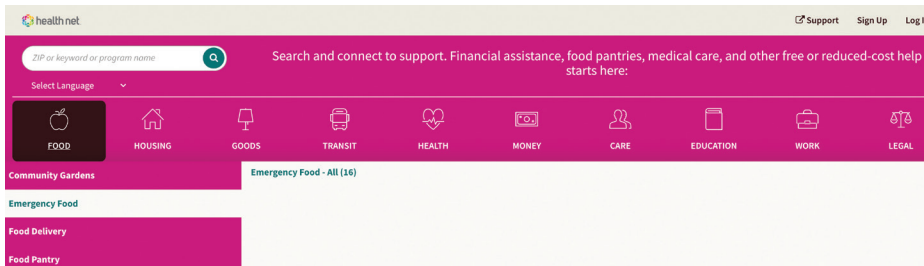 health net
Support Sign Up
ZIP or keyword or program name
Search and connect to support. Financial assistance, food pantries, medical care, and other free or reduced-cost help
starts here:
Select Language
FOOD HOUSING GOODS TRANSIT HEALTH MONEY CARE EDUCATION WORK LEGAL
Community Gardens
Emergency Food - All (16)
Emergency Food
Food Delivery
Food Pantry